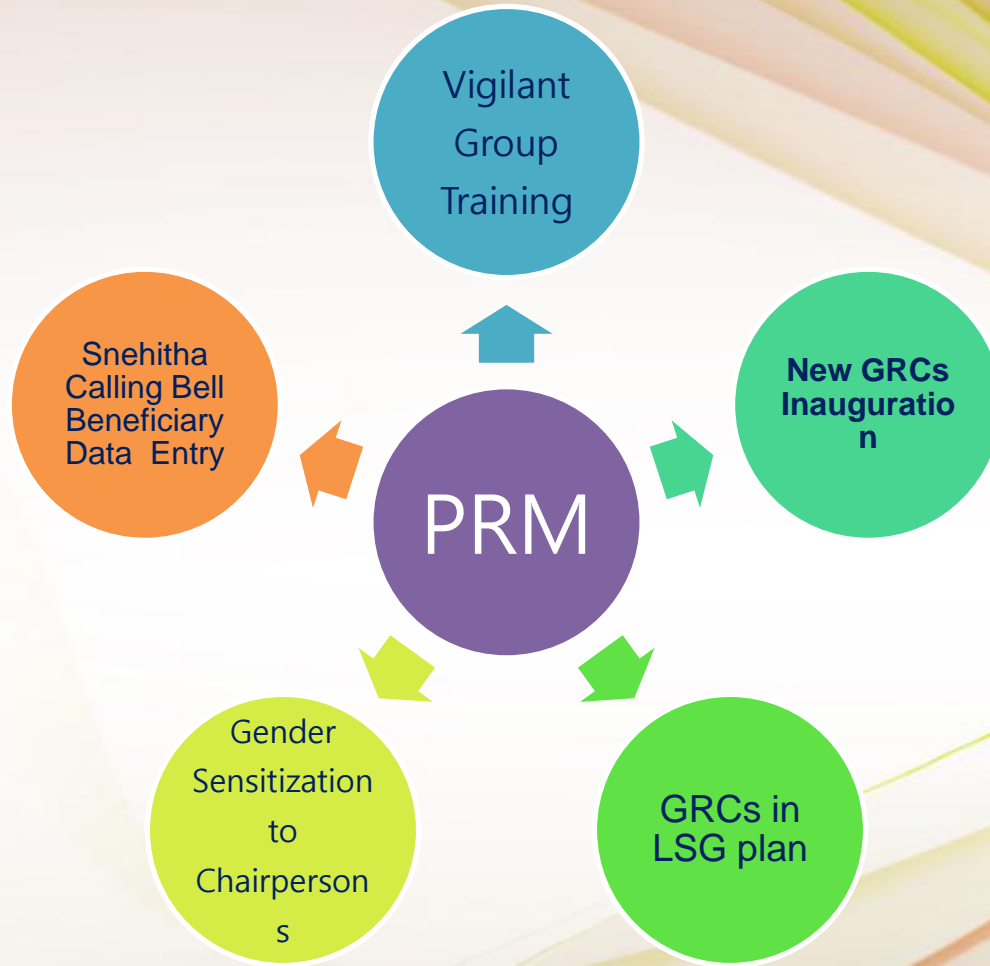 Vigilant
Group
Training
Snehitha
Calling Bell
Beneficiary
Data Entry
New GRCs
Inauguratio
n
PRM
Gender
Sensitization
to
Chairperson
s
GRCs in
LSG plan